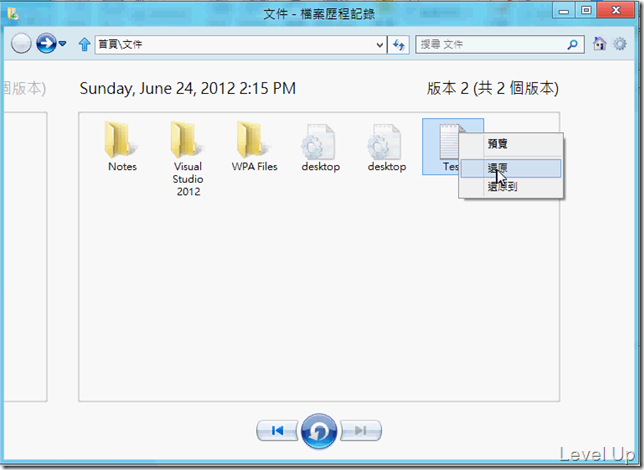 文件 - 檔案歷程記錄
首頁\文件
搜尋 文件
個版本)
Sunday, June 24, 2012 2:15 PM
版本 2 (共 2 個版本)
Notes
Visual Studio 2012
WPA Files
desktop
desktop
Tes
預覽
還原
還原到
Level Up